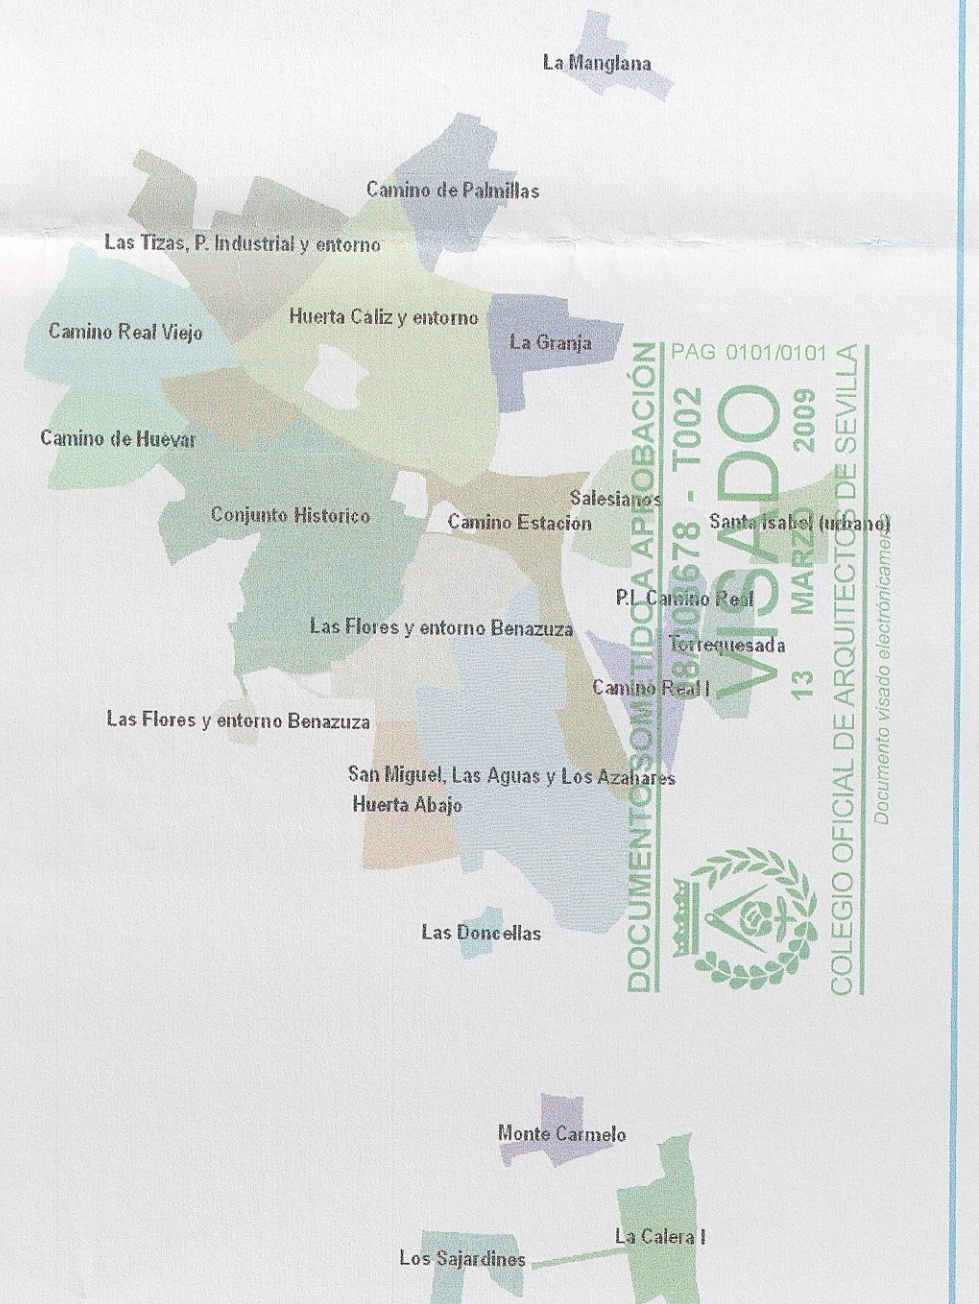 La Manglana
Camino de Palmillas
Las Tizas, P. Industrial y entorno
Huerta Caliz y entorno
Camino Real Viejo
La Granja
Camino de Huevar
Salesianos
Conjunto Historico
Camino Estación
Santa Isabel (urbano)
P.I. Camino Real
Las Flores y entorno Benazuza
Torrequesada
Camino Real I
Las Flores y entorno Benazuza
San Miguel, Las Aguas y Los Azahares
Huerta Abajo
Las Doncellas
Monte Carmelo
La Calera I
Los Sajardines
PAG 0101/0101
DOCUMENTO SOMETIDO A APROBACIÓN
08/008678 - T002
VISADO
13 MARZO 2009
COLEGIO OFICIAL DE ARQUITECTOS DE SEVILLA
Documento visado electrónicamente